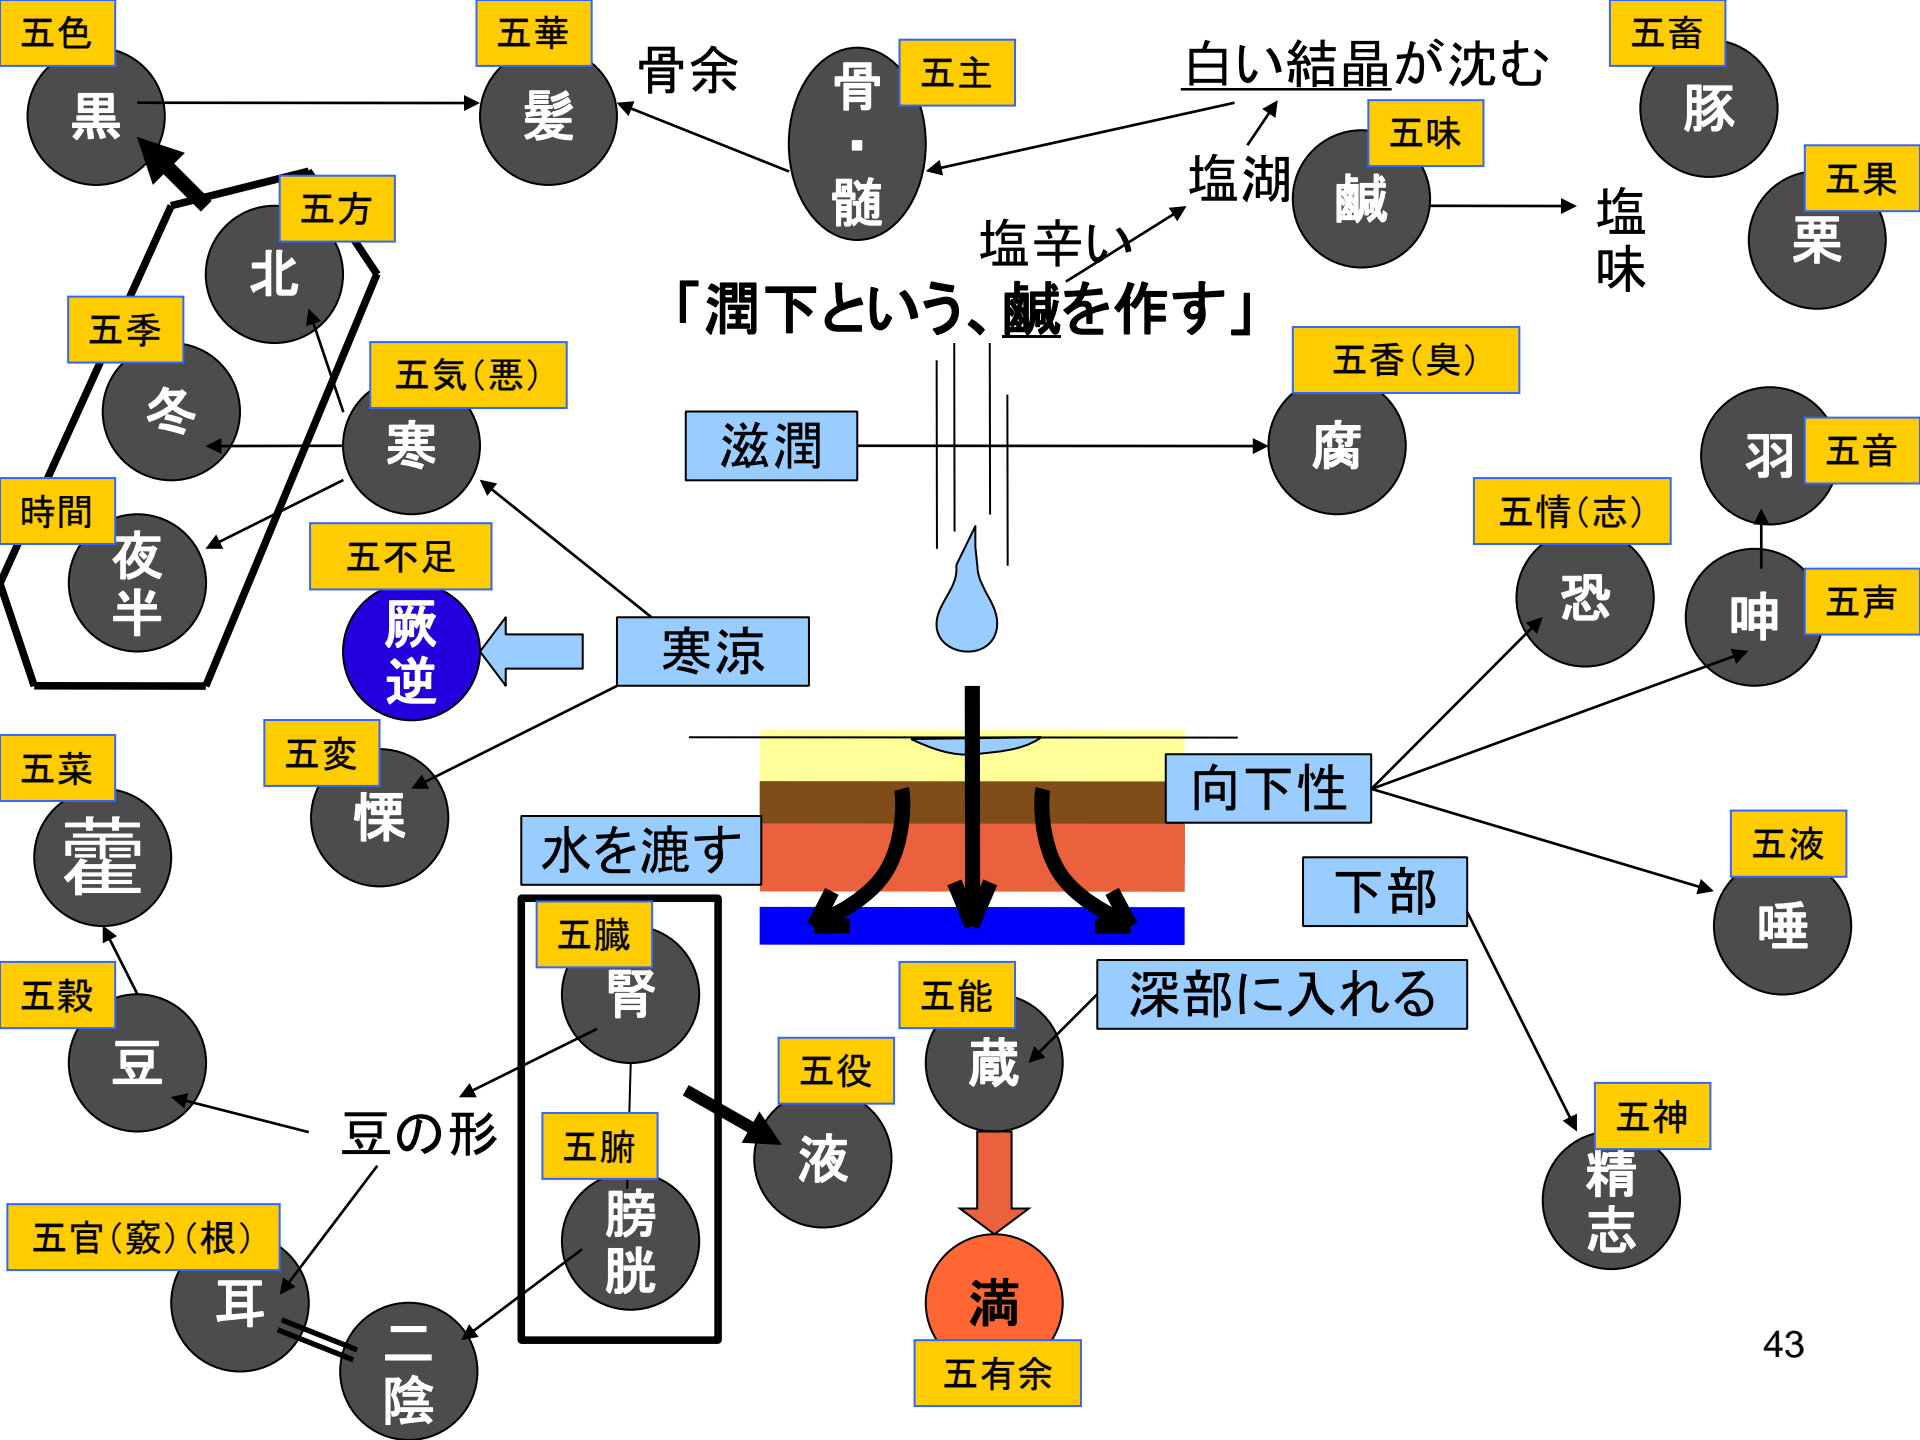 五色
黒
五華
髪
骨余
五主
骨
・
髄
白い結晶が沈む
五畜
豚
五味
鹹
塩湖
塩
味
五果
栗
五方
北
塩辛い
「潤下という、鹹を作す」
五季
冬
五気（悪）
寒
滋潤
五香（臭）
腐
羽
五音
時間
夜
半
五不足
厥
逆
寒涼
五情（志）
恐
呻
五声
五変
慄
五菜
藿
水を漉す
向下性
下部
五液
唾
五臓
腎
五穀
豆
五能
蔵
深部に入れる
五役
液
豆の形
五腑
膀
胱
五神
精
志
五官（竅）（根）
耳
二
陰
満
五有余
43